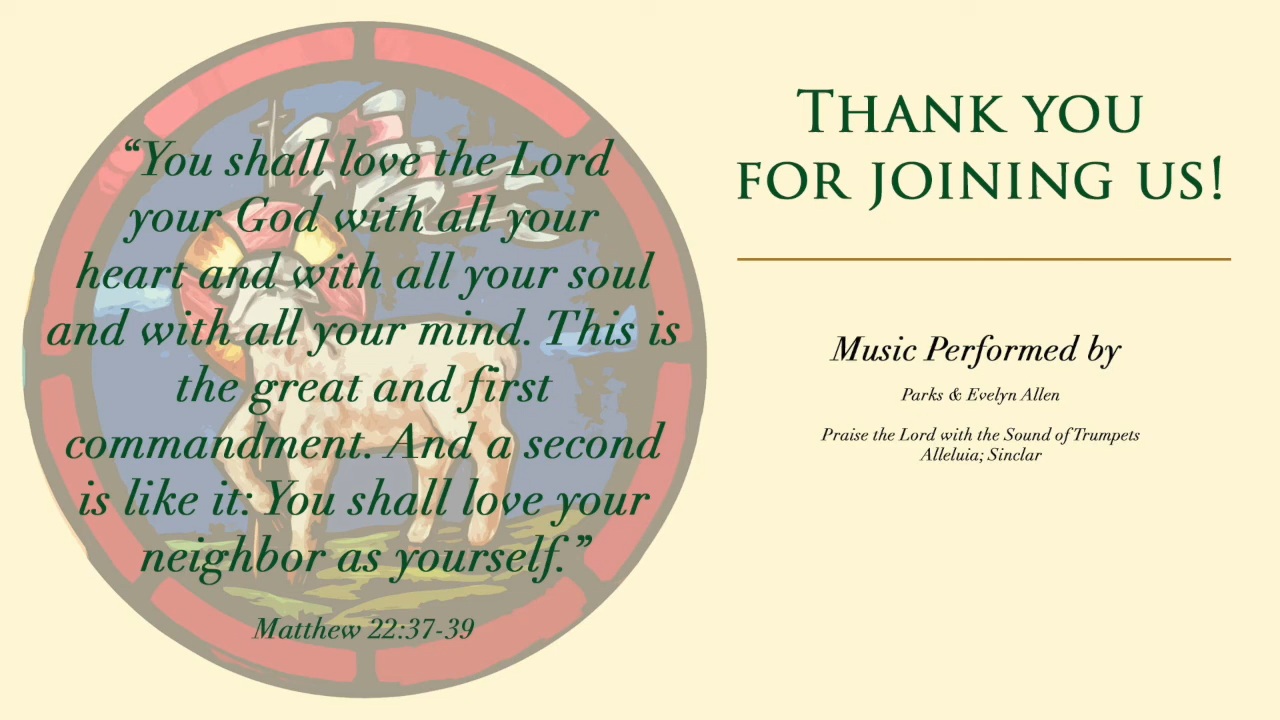 “You shall love the Lord
your God with all your
heart and with all your soul
and with all your mind. This is
the great and first
commandment. And a second
is like it: You shall love your
neighbor as yourself.”
Matthew 22:37-39
THANK YOU
FOR JOINING US!
Music Performed by
Parks & Evelyn Allen
Praise the Lord with the Sound of Trumpets
Alleluia; Sinclar